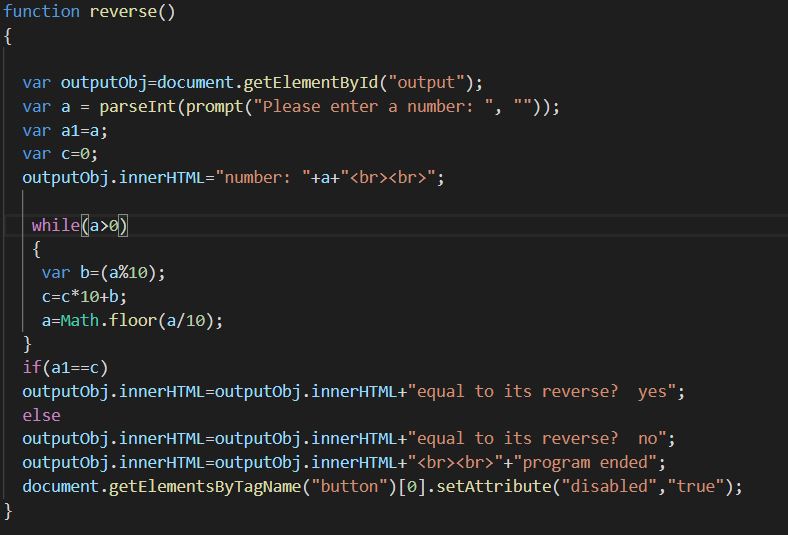 function reverse()
{
var outputObj=document.getElementById("output");
var a = parseInt(prompt("Please enter a number: ", ""));
var a1=a;
var c=0;
outputObj.innerHTML="number: "+a+"<br><br>";
while(a>0)
{
var b=(a%10);
c=c*10+b;
a=Math.floor(a/10);
}
if(a1==c)
outputObj.innerHTML=outputObj.innerHTML+"equal to its reverse?  yes";
else
outputObj.innerHTML=outputObj.innerHTML+"equal to its reverse?  no";
outputObj.innerHTML=outputObj.innerHTML+"<br><br>"+"program ended";
document.getElementsByTagName("button")[0].setAttribute("disabled","true");
}